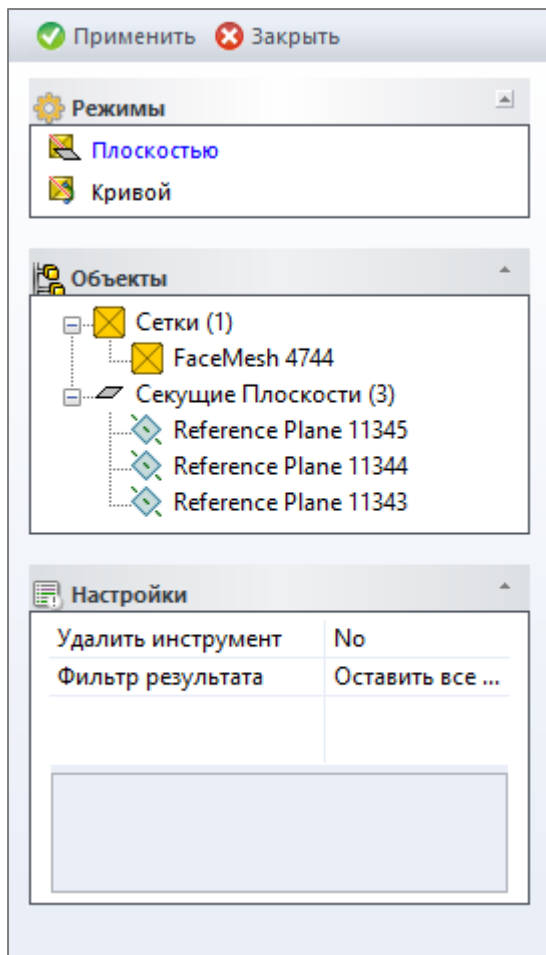 Применить Закрыть
Режимы
Плоскостью
Кривой
Объекты
Сетки (1)
FaceMesh 4744
Секущие Плоскости (3)
Reference Plane 11345
Reference Plane 11344
Reference Plane 11343
Настройки
Удалить инструмент No
Фильтр результата Оставить все ...